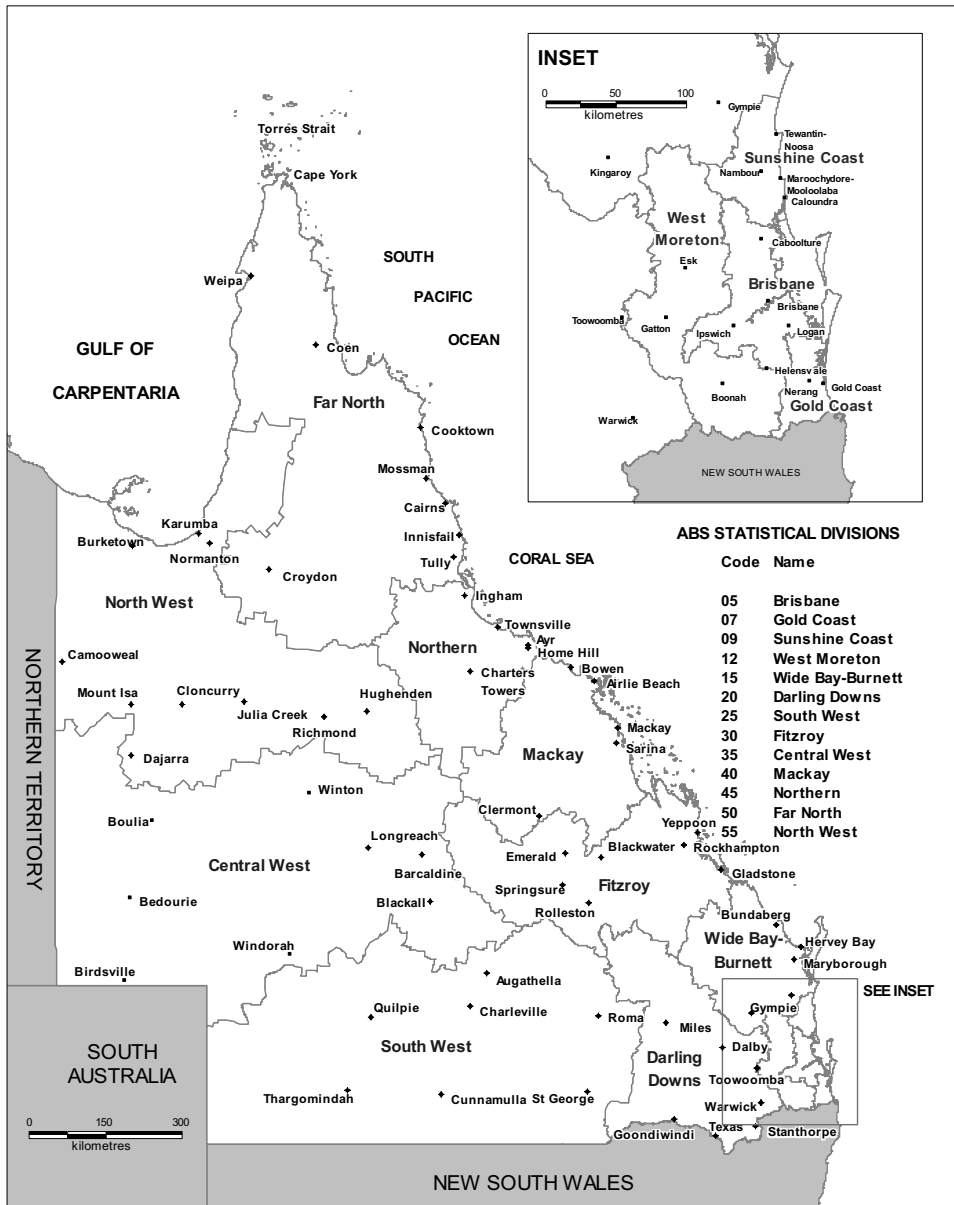 INSET
0 50 100
kilometres
Gympie
Tewantin-
Noosa
Sunshine Coast
Kingaroy
Nambour
Maroochydore-
Mooloolaba
Caloundra
West
Moreton
Caboolture
Esk
Brisbane
Brisbane
Toowoomba
Gatton
Ipswich
Logan
Helensvale
Nerang
Gold Coast
Boonah
Gold Coast
Warwick
NEW SOUTH WALES
Torres Strait
Cape York
SOUTH
PACIFIC
OCEAN
Weipa
GULF OF
CARPENTARIA
Coen
Far North
Cooktown
Mossman
Cairns
Karumba
Burketown
Normanton
Innisfail
Tully
Croydon
CORAL SEA
Ingham
North West
Townsville
Northern
Ayr
Home Hill
Camooweal
Charters
Towers
Bowen
Airlie Beach
Mount Isa
Cloncurry
Julia Creek
Hughenden
Richmond
Mackay
Sarina
Dajarra
Mackay
Winton
Clermont
Boulia
Yeppoon
Longreach
Emerald
Blackwater
Rockhampton
Central West
Barcaldine
Gladstone
Springsure
Fitzroy
Bedourie
Blackall
Rolleston
Bundaberg
Windorah
Wide Bay-
Burnett
Hervey Bay
Maryborough
Birdsville
Augathella
SEE INSET
Quilpie
Charleville
Roma
Miles
Gympie
South West
Dalby
Darling
Downs
Toowoomba
Thargomindah
Cunnamulla
St George
Warwick
Goondiwindi
Texas
Stanthorpe
NORTHERN TERRITORY
SOUTH
AUSTRALIA
0 150 300
kilometres
NEW SOUTH WALES
ABS STATISTICAL DIVISIONS
Code Name
05 Brisbane
07 Gold Coast
09 Sunshine Coast
12 West Moreton
15 Wide Bay-Burnett
20 Darling Downs
25 South West
30 Fitzroy
35 Central West
40 Mackay
45 Northern
50 Far North
55 North West